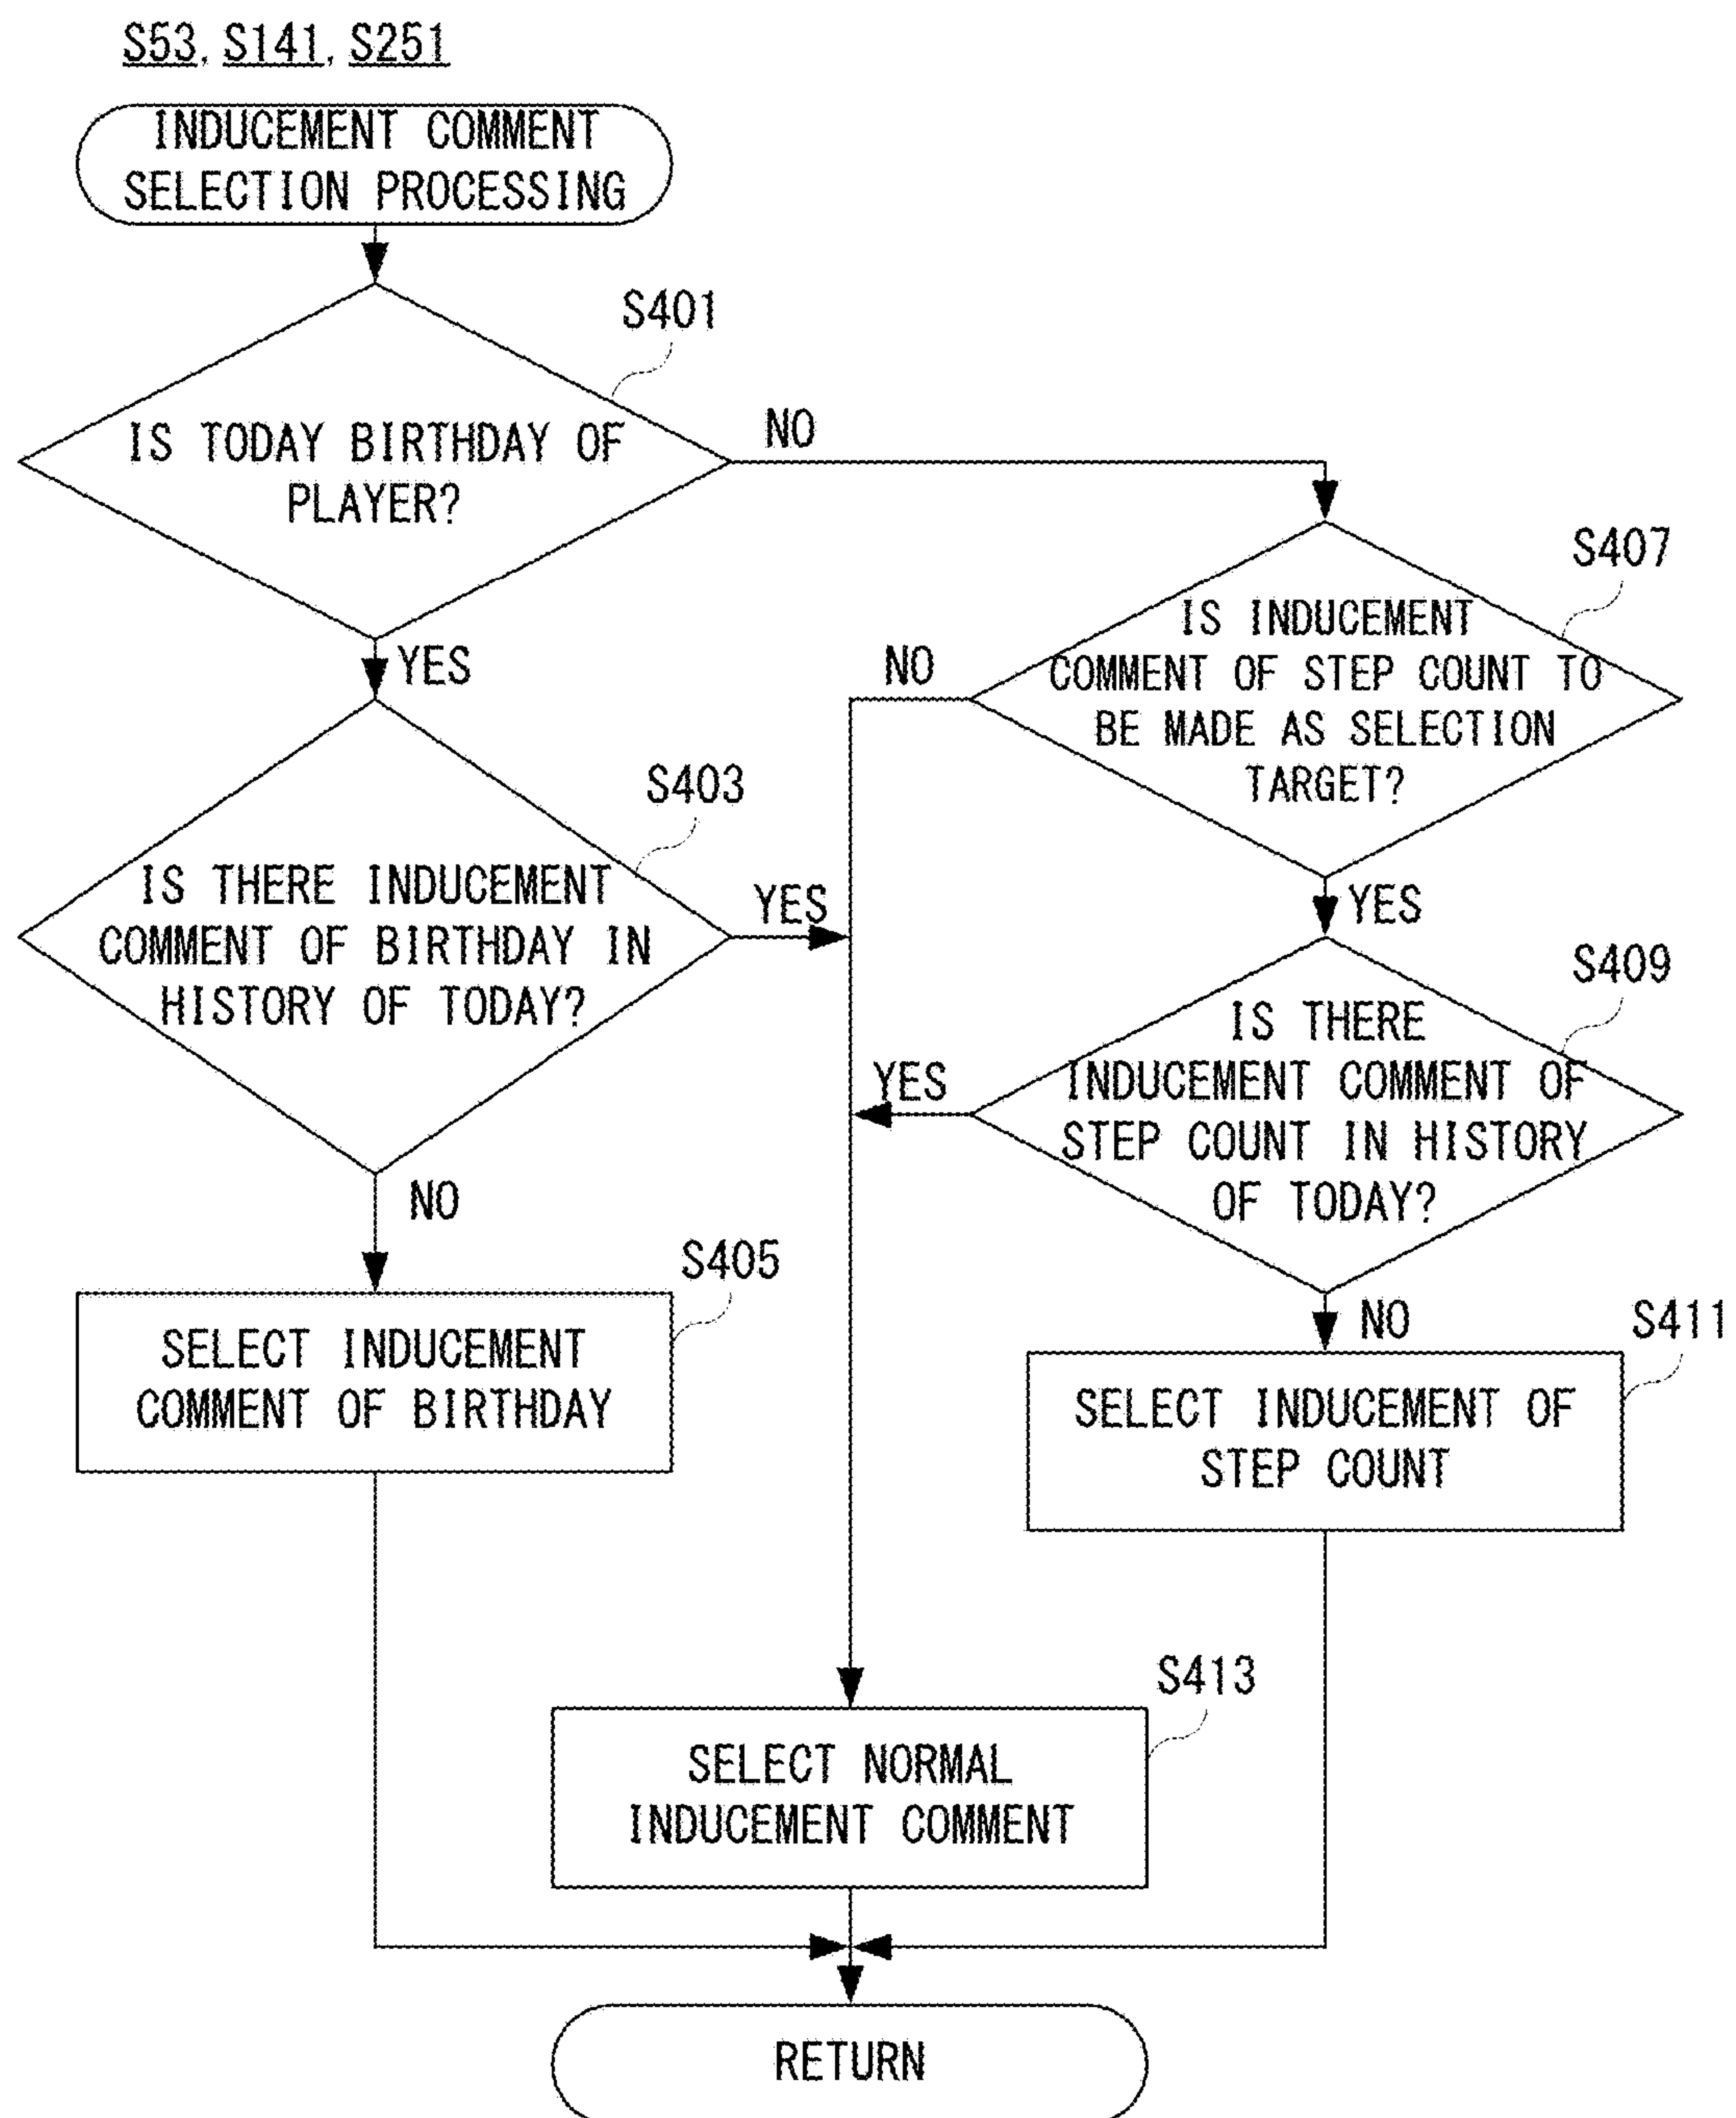 S53, S141, S251
INDUCEMENT COMMENT
SELECTION PROCESSING
S401
IS TODAY BIRTHDAY OF
PLAYER?
NO
YES
S407
IS INDUCEMENT
COMMENT OF STEP COUNT TO
BE MADE AS SELECTION
TARGET?
NO
YES
S403
IS THERE INDUCEMENT
COMMENT OF BIRTHDAY IN
HISTORY OF TODAY?
YES
NO
S409
IS THERE
INDUCEMENT COMMENT OF
STEP COUNT IN HISTORY
OF TODAY?
YES
NO
S405
SELECT INDUCEMENT
COMMENT OF BIRTHDAY
S411
SELECT INDUCEMENT OF
STEP COUNT
S413
SELECT NORMAL
INDUCEMENT COMMENT
RETURN